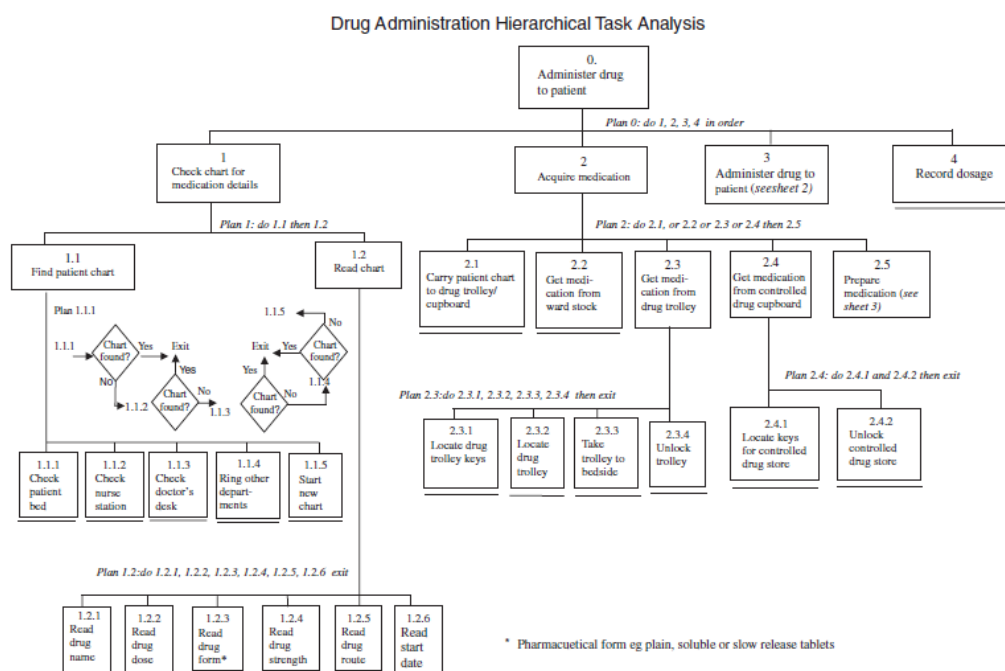 Drug Administration Hierarchical Task Analysis
0.
Administer drug
to patient
Plan 0: do 1, 2, 3, 4 in order
1
Check chart for
medication details
2
Acquire medication
3
Administer drug to
patient (seesheet 2)
4
Record dosage
Plan 1: do 1.1 then 1.2
Plan 2: do 2.1, or 2.2 or 2.3 or 2.4 then 2.5
1.1
Find patient chart
1.2
Read chart
2.1
Carry patient chart
to drug trolley/
cupboard
2.2
Get medi-
cation from
ward stock
2.3
Get medi-
cation from
drug trolley
2.4
Get medication
from controlled
drug cupboard
2.5
Prepare
medication (see
sheet 3)
Plan 1.1.1
1.1.1
Chart
found?
Yes
Exit
No
1.1.2
Yes
Chart
found?
No
1.1.3
Exit
Yes
Chart
found?
No
1.1.4
Yes
Chart
found?
No
1.1.5
Plan 2.3:do 2.3.1, 2.3.2, 2.3.3, 2.3.4 then exit
Plan 2.4: do 2.4.1 and 2.4.2 then exit
2.3.1
Locate drug
trolley keys
2.3.2
Locate
drug
trolley
2.3.3
Take
trolley to
bedside
2.3.4
Unlock
trolley
2.4.1
Locate keys
for controlled
drug store
2.4.2
Unlock
controlled
drug store
1.1.1
Check
patient
bed
1.1.2
Check
nurse
station
1.1.3
Check
doctor's
desk
1.1.4
Ring other
depart-
ments
1.1.5
Start
new
chart
Plan 1.2:do 1.2.1, 1.2.2, 1.2.3, 1.2.4, 1.2.5, 1.2.6 exit
1.2.1
Read
drug
name
1.2.2
Read
drug
dose
1.2.3
Read
drug
form*
1.2.4
Read
drug
strength
1.2.5
Read
drug
route
1.2.6
Read
start
date
* Pharmacuetical form eg plain, soluble or slow release tablets